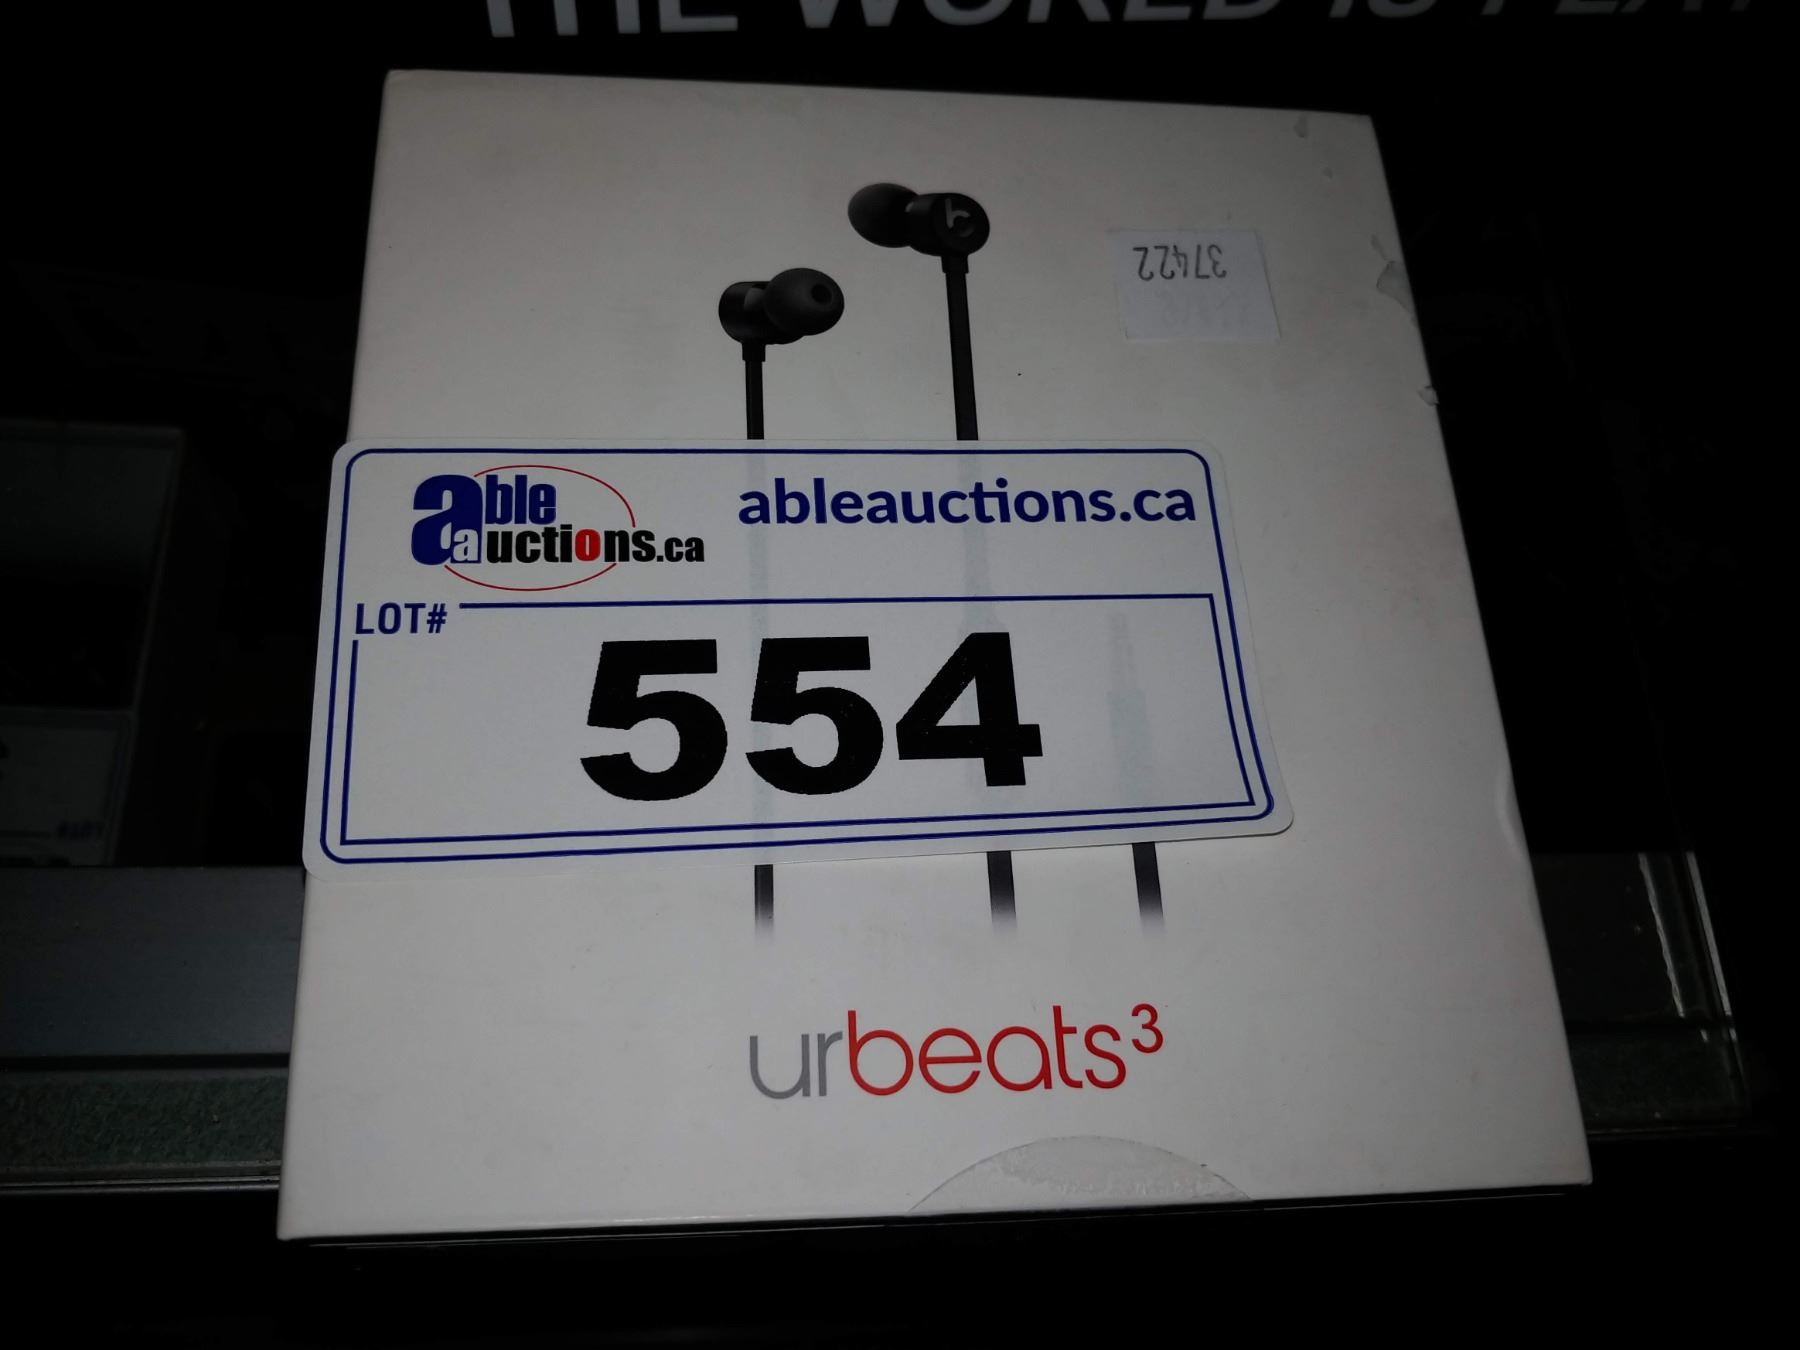 37422
able
auctions.ca
ableauctions.ca
LOT#
554
urbeats3